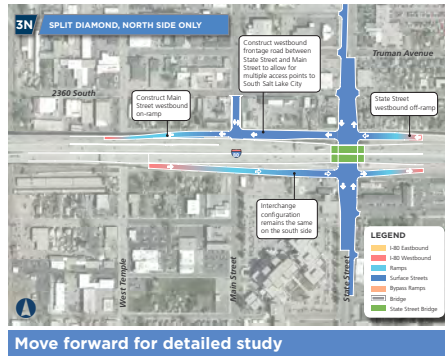 3N SPLIT DIAMOND, NORTH SIDE ONLY
Construct westbound
frontage road between
State Street and Main
Street to allow for
multiple access points to
South Salt Lake City
Truman Avenue
2360 South
Construct Main
Street westbound
on-ramp
State Street
westbound off-ramp
80
Interchange
configuration
remains the same
on the south side
West Temple
Main Street
State Street
LEGEND
I-80 Eastbound
I-80 Westbound
Ramps
Surface Streets
Bypass Ramps
Bridge
State Street Bridge
Move forward for detailed study